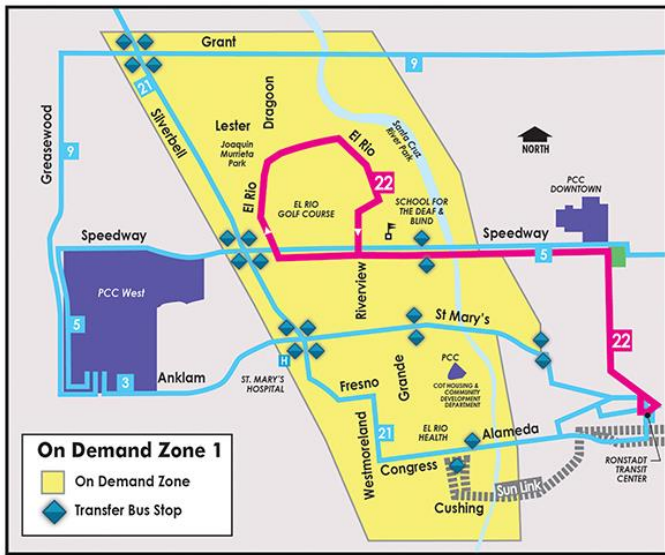 Grant
9
21
Greasewood
9
Silverbell
Lester
Dragoon
Joaquin
Murrieta
Park
El Rio
El Rio
22
Santa Cruz
River Park
NORTH
PCC
DOWNTOWN
EL RIO
GOLF COURSE
SCHOOL FOR
THE DEAF &
BLIND
Speedway
Speedway
5
PCC West
5
3
Anklam
Riverview
St Mary's
H
ST. MARY'S
HOSPITAL
Fresno
Grande
PCC
COT HOUSING &
COMMUNITY
DEVELOPMENT
DEPARTMENT
22
Westmoreland
21
EL RIO
HEALTH
Alameda
Congress
Sun Link
Cushing
RONSTADT
TRANSIT
CENTER
On Demand Zone 1
On Demand Zone
Transfer Bus Stop